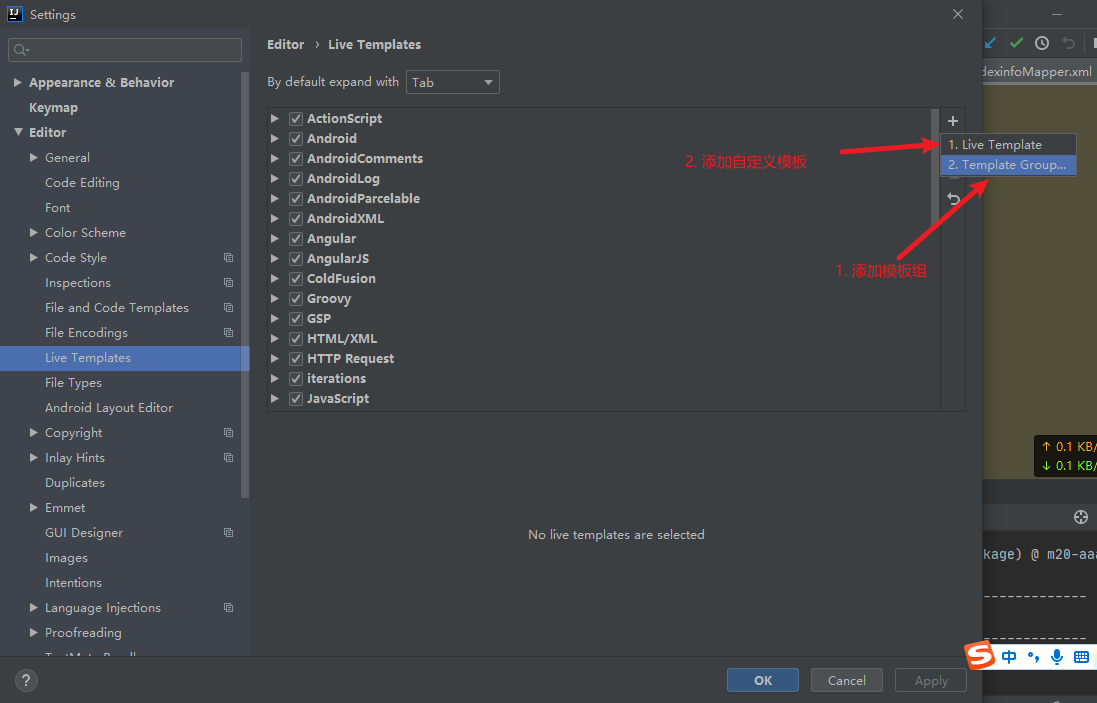 Settings
Editor › Live Templates
By default expand with Tab
Appearance & Behavior
Keymap
Editor
General
Code Editing
Font
Color Scheme
Code Style
Inspections
File and Code Templates
File Encodings
Live Templates
File Types
Android Layout Editor
Copyright
Inlay Hints
Duplicates
Emmet
GUI Designer
Images
Intentions
Language Injections
Proofreading
ActionScript
Android
AndroidComments
AndroidLog
AndroidParcelable
AndroidXML
Angular
AngularJS
ColdFusion
Groovy
GSP
HTML/XML
HTTP Request
iterations
JavaScript
1. Live Template
2. Template Group...
2. 添加自定义模板
1. 添加模板组
No live templates are selected
OK
Cancel
Apply
?
dexinfoMapper.xml
↑ 0.1 KB/
↓ 0.1 KB/
kage) @ m20-aaa
--------------
--------------
S 中